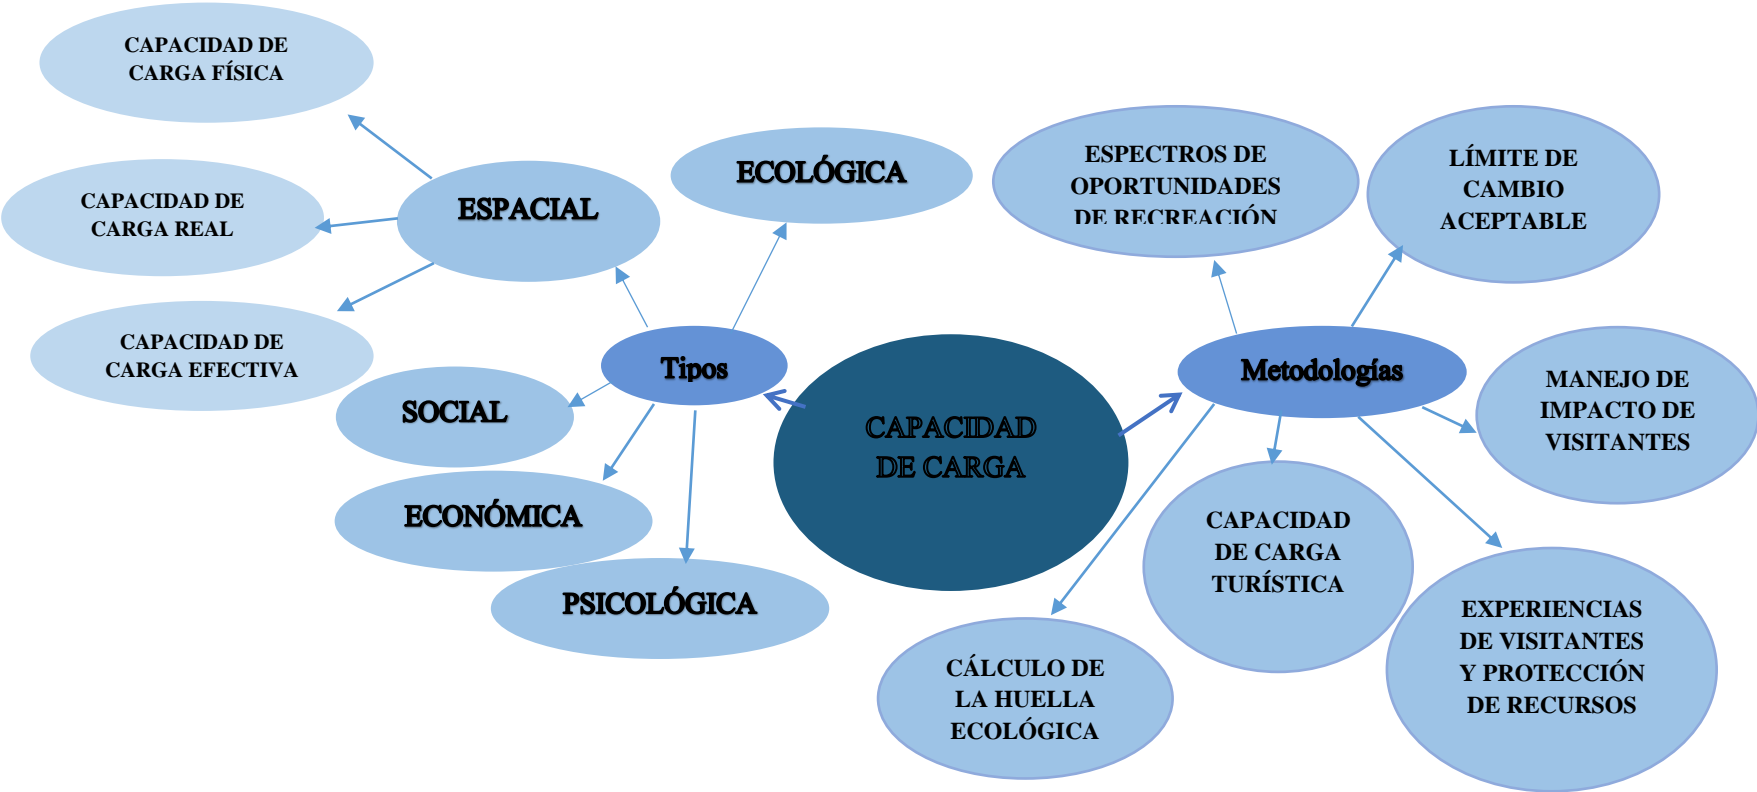 CAPACIDAD DE
CARGA FÍSICA
CAPACIDAD DE
CARGA REAL
CAPACIDAD DE
CARGA EFECTIVA
ESPACIAL
ECOLÓGICA
Tipos
SOCIAL
ECONÓMICA
PSICOLÓGICA
CAPACIDAD
DE CARGA
Metodologías
ESPECTROS DE
OPORTUNIDADES
DE RECREACIÓN
LÍMITE DE
CAMBIO
ACEPTABLE
MANEJO DE
IMPACTO DE
VISITANTES
EXPERIENCIAS
DE VISITANTES
Y PROTECCIÓN
DE RECURSOS
CAPACIDAD
DE CARGA
TURÍSTICA
CÁLCULO DE
LA HUELLA
ECOLÓGICA